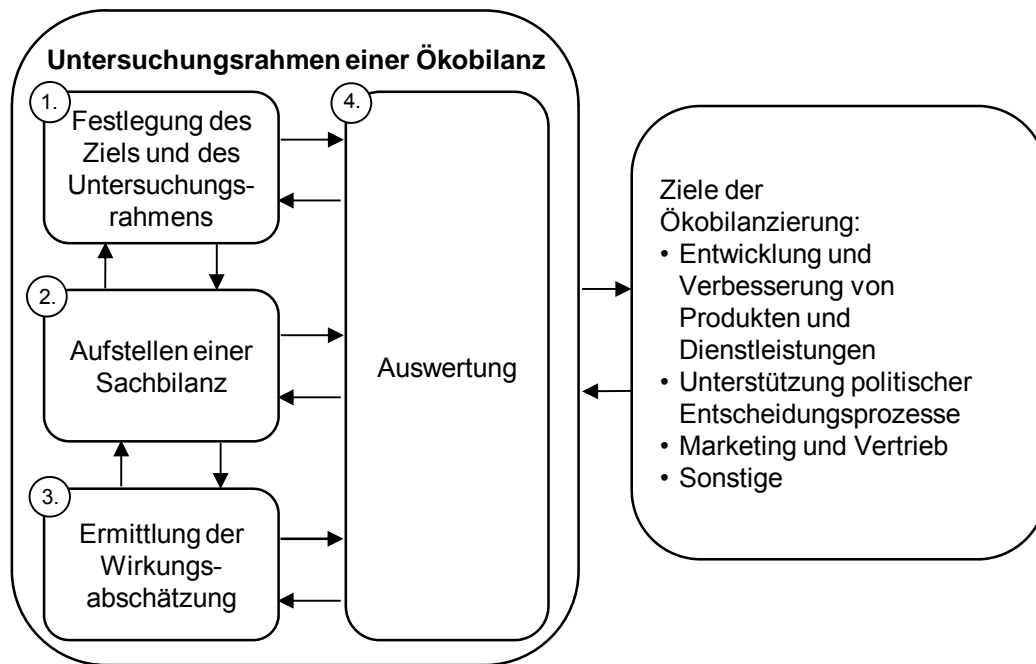 Untersuchungsrahmen einer Ökobilanz
1.
Festlegung des
Ziels und des
Untersuchungs-
rahmens
2.
Aufstellen einer
Sachbilanz
3.
Ermittlung der
Wirkungs-
abschätzung
4.
Auswertung
Ziele der
Ökobilanzierung:
• Entwicklung und
Verbesserung von
Produkten und
Dienstleistungen
• Unterstützung politischer
Entscheidungsprozesse
• Marketing und Vertrieb
• Sonstige